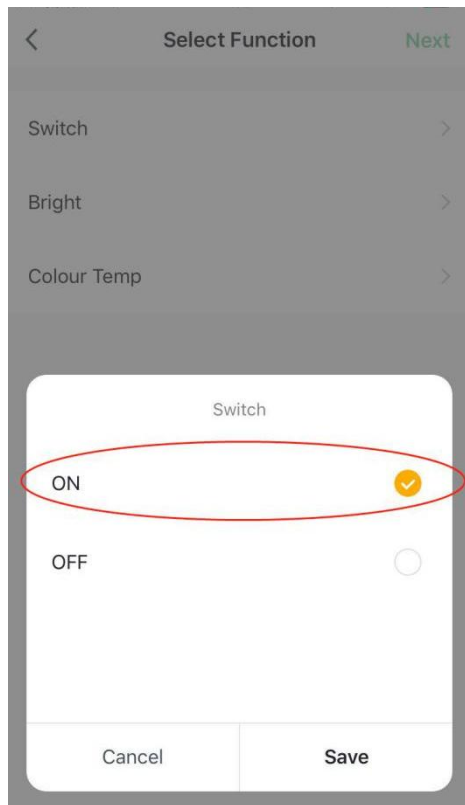 Select Function Next
Switch
Bright
Colour Temp
Switch
ON
OFF
Cancel Save